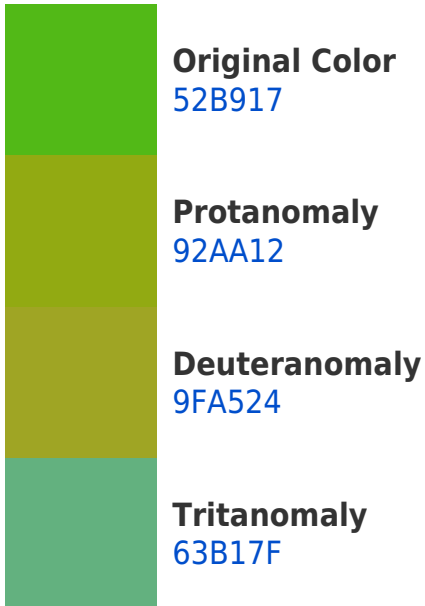 Original Color
52B917
Protanomaly
92AA12
Deuteranomaly
9FA524
Tritanomaly
63B17F